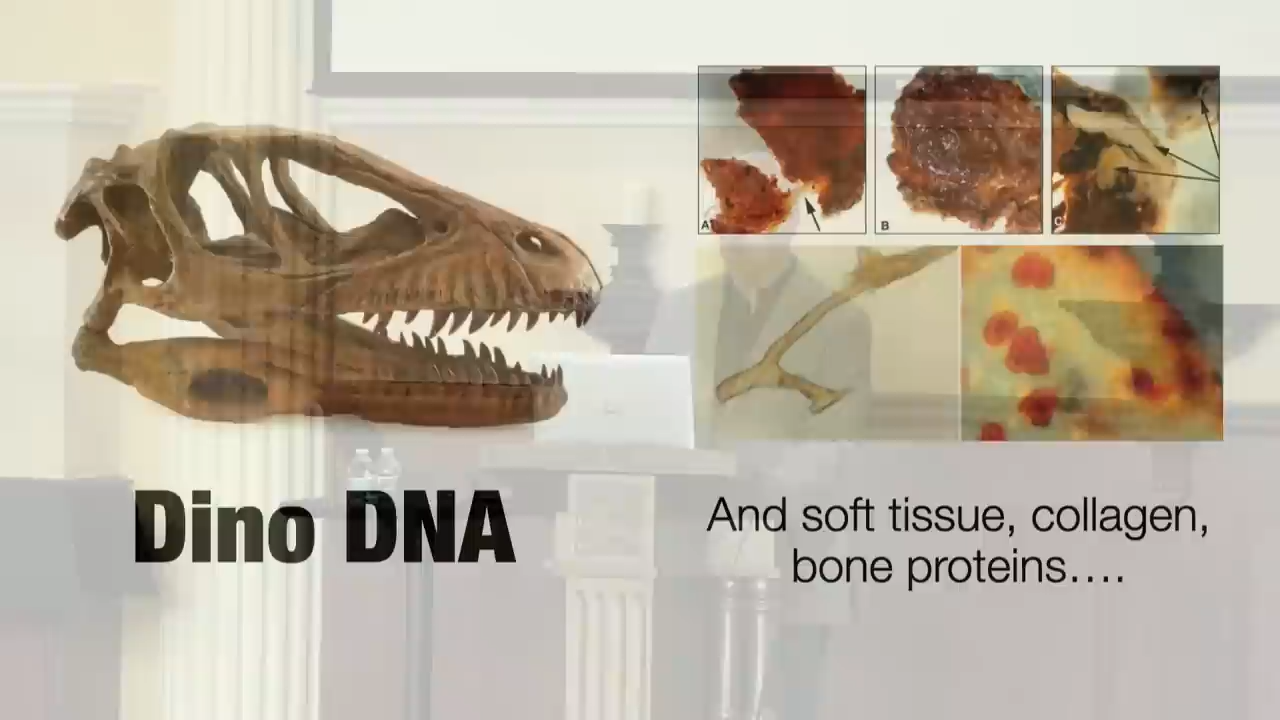 A
B
C
Dino DNA
And soft tissue, collagen,
bone proteins….